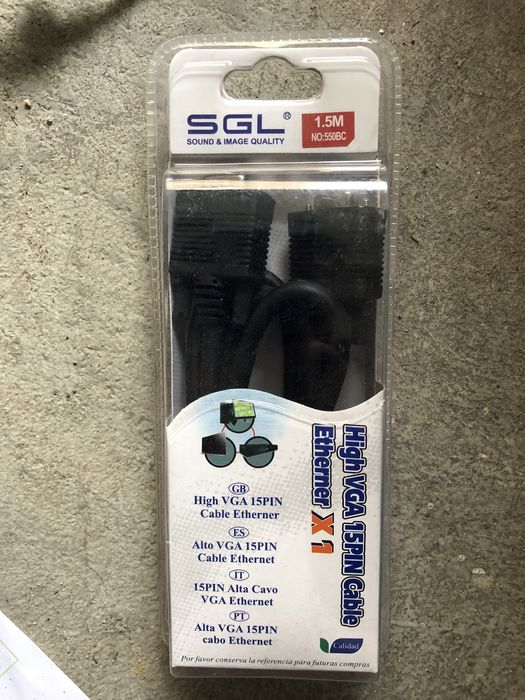 SGL®
SOUND & IMAGE QUALITY
1.5M
NO:550BC
High VGA 15PIN Cable
Etherner X 1
GB
High VGA 15PIN
Cable Etherner
ES
Alto VGA 15PIN
Cable Ethernet
IT
15PIN Alta Cavo
VGA Ethernet
PT
Alta VGA 15PIN
cabo Ethernet
Calidad
Por favor conserva la referencia para futuras compras